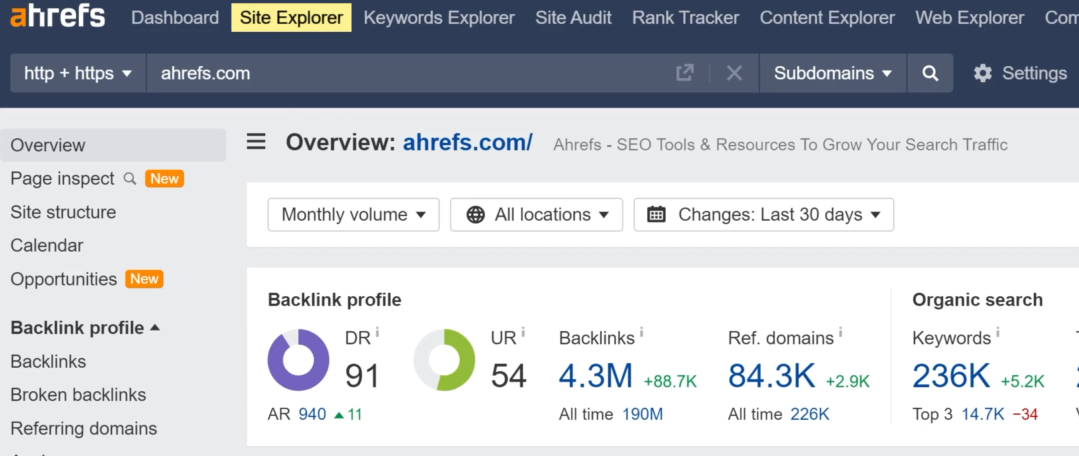 ahrefs Dashboard Site Explorer Keywords Explorer Site Audit Rank Tracker Content Explorer Web Explorer Com
http + https ahrefs.com Subdomains Settings
Overview
Page inspect New
Site structure
Calendar
Opportunities New
Backlink profile
Backlinks
Broken backlinks
Referring domains
Overview: ahrefs.com/ Ahrefs - SEO Tools & Resources To Grow Your Search Traffic
Monthly volume All locations Changes: Last 30 days
Backlink profile
DR i
91
AR 940 ▲11
UR i
54
Backlinks i
4.3M +88.7K
All time 190M
Ref. domains i
84.3K +2.9K
All time 226K
Organic search
Keywords i
236K +5.2K
Top 3 14.7K −34